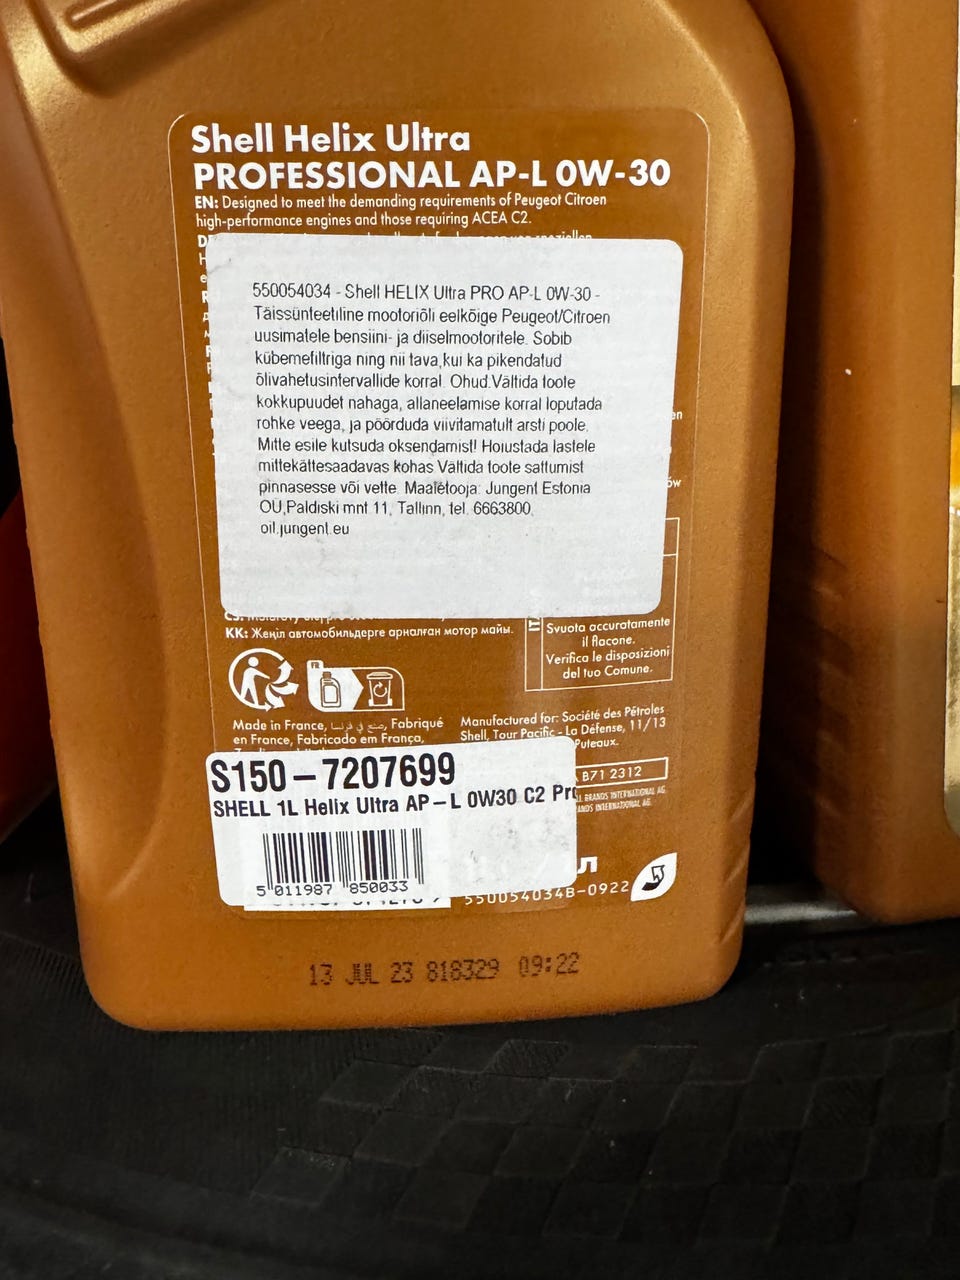 Shell Helix Ultra
PROFESSIONAL AP-L 0W-30
EN: Designed to meet the demanding requirements of Peugeot Citroen
high-performance engines and those requiring ACEA C2.
550054034 - Shell HELIX Ultra PRO AP-L 0W-30 -
Täissünteetiline mootoriõli eelkõige Peugeot/Citroen
uusimatele bensiini- ja diiselmootoritele. Sobib
kübemefiltriga ning nii tava,kui ka pikendatud
õlivahetusintervallide korral. Ohud.Vältida toote
kokkupuudet nahaga, allaneelamise korral loputada
rohke veega, ja pöörduda viivitamatult arsti poole.
Mitte esile kutsuda oksendamist! Hoiustada lastele
mittekättesaadavas kohas Vältida toote sattumist
pinnasesse või vette. Maaletooja: Jungent Estonia
OÜ,Paldiski mnt 11, Tallinn, tel. 6663800,
oil.jungent.eu
KK: Жеңіл автомобильдерге арналған мотор майы.
IT
Svuota accuratamente
il flacone.
Verifica le disposizioni
del tuo Comune.
FR
Made in France, صنع في فرنسا, Fabriqué
en France, Fabricado em França,
Manufactured for: Société des Pétroles
Shell, Tour Pacific - La Défense, 11/13
Puteaux.
B71 2312
S150-7207699
SHELL 1L Helix Ultra AP-L 0W30 C2 Pro
5 011987 850033
550054034B-0922
13 JUL 23 818329 09:22